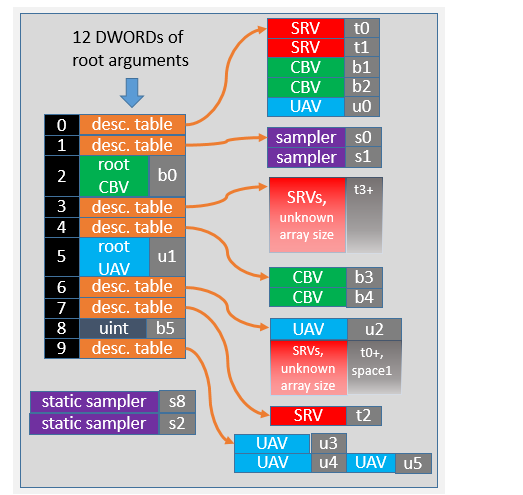 12 DWORDs of
root arguments
0 desc. table
1 desc. table
2 root
CBV b0
3 desc. table
4 desc. table
5 root
UAV u1
6 desc. table
7 desc. table
8 uint b5
9 desc. table
static sampler s8
static sampler s2
SRV t0
SRV t1
CBV b1
CBV b2
UAV u0
sampler s0
sampler s1
SRVs, t3+
unknown
array size
CBV b3
CBV b4
UAV u2
SRVs, t0+,
unknown space1
array size
SRV t2
UAV u3
UAV u4 UAV u5